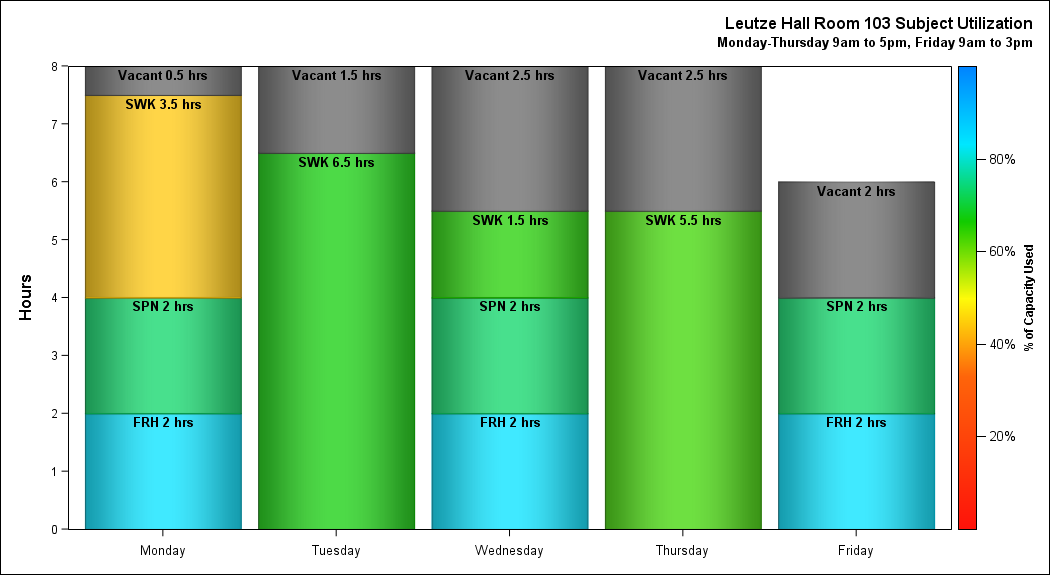 Leutze Hall Room 103 Subject Utilization
Monday-Thursday 9am to 5pm, Friday 9am to 3pm
8
7
6
5
4
3
2
1
0
Hours
Vacant 0.5 hrs
SWK 3.5 hrs
SPN 2 hrs
FRH 2 hrs
Vacant 1.5 hrs
SWK 6.5 hrs
Vacant 2.5 hrs
SWK 1.5 hrs
SPN 2 hrs
FRH 2 hrs
Vacant 2.5 hrs
SWK 5.5 hrs
Vacant 2 hrs
SPN 2 hrs
FRH 2 hrs
Monday
Tuesday
Wednesday
Thursday
Friday
80%
60%
40%
20%
% of Capacity Used